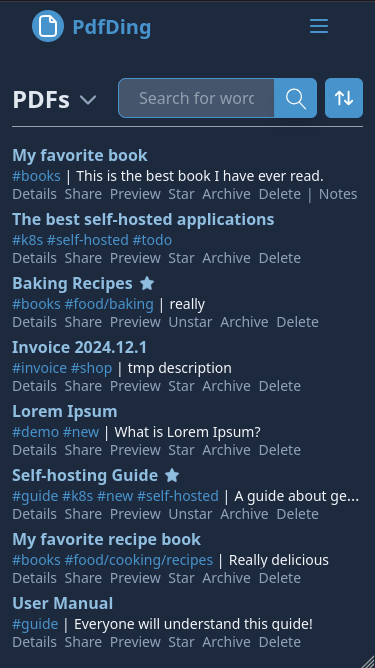 PdfDing
PDFs Search for word
My favorite book
#books | This is the best book I have ever read.
Details Share Preview Star Archive Delete | Notes
The best self-hosted applications
#k8s #self-hosted #todo
Details Share Preview Star Archive Delete
Baking Recipes
#books #food/baking | really
Details Share Preview Unstar Archive Delete
Invoice 2024.12.1
#invoice #shop | tmp description
Details Share Preview Star Archive Delete
Lorem Ipsum
#demo #new | What is Lorem Ipsum?
Details Share Preview Star Archive Delete
Self-hosting Guide
#guide #k8s #new #self-hosted | A guide about ge...
Details Share Preview Unstar Archive Delete
My favorite recipe book
#books #food/cooking/recipes | Really delicious
Details Share Preview Star Archive Delete
User Manual
#guide | Everyone will understand this guide!
Details Share Preview Star Archive Delete